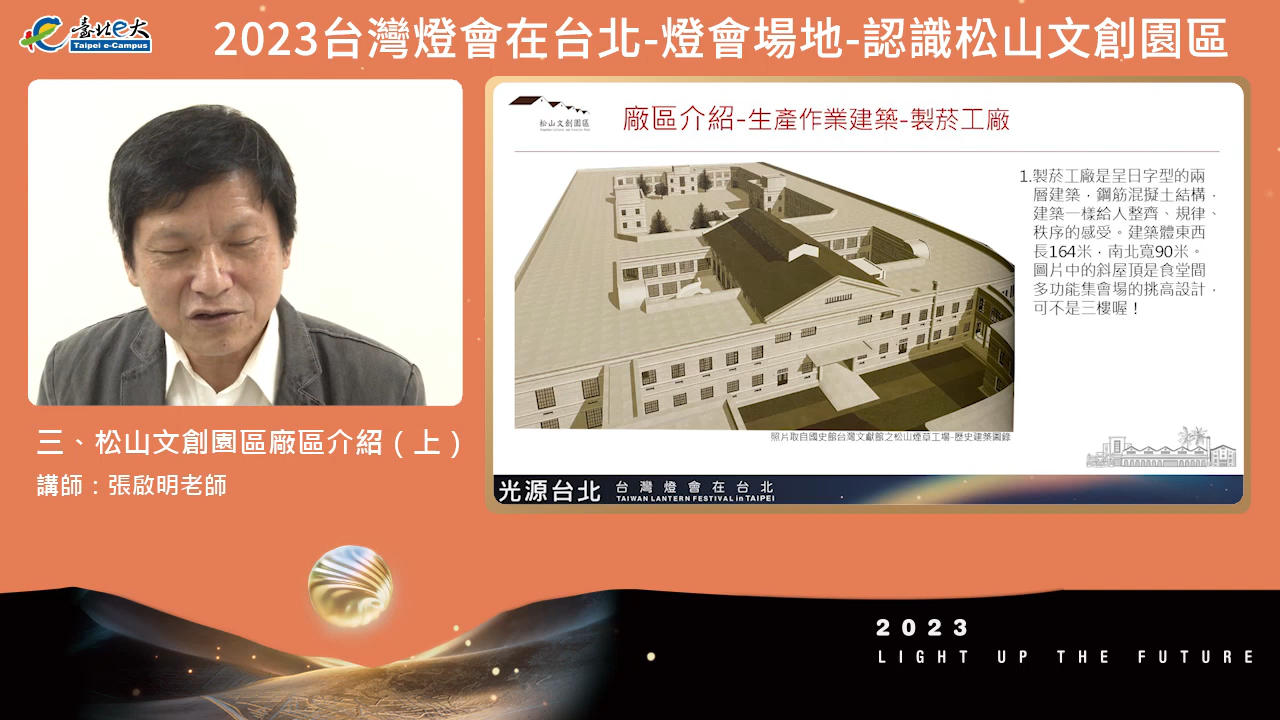 臺北e大
Taipei e-Campus
2023台灣燈會在台北-燈會場地-認識松山文創園區
松山文創園區
廠區介紹-生產作業建築-製菸工廠
1.製菸工廠是呈日字型的兩
層建築，鋼筋混擬土結構，
建築一樣給人整齊、規律、
秩序的感受。建築體東西
長164米，南北寬90米。
圖片中的斜屋頂是食堂間
多功能集會場的挑高設計，
可不是三樓喔！
照片取自國史館台灣文獻館之松山煙草工場-歷史建築圖錄
光源台北
台灣燈會在台北
TAIWAN LANTERN FESTIVAL in TAIPEI
三、松山文創園區廠區介紹（上）
講師：張啟明老師
2023
LIGHT UP THE FUTURE